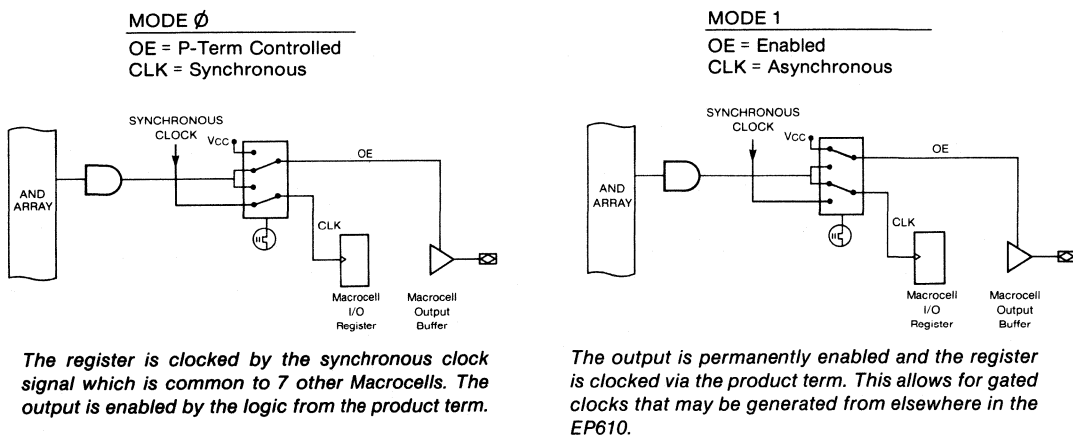 MODE Ø
OE = P-Term Controlled
CLK = Synchronous
SYNCHRONOUS
CLOCK
VCC
OE
AND
ARRAY
CLK
Macrocell
I/O
Register
Macrocell
Output
Buffer
The register is clocked by the synchronous clock
signal which is common to 7 other Macrocells. The
output is enabled by the logic from the product term.
MODE 1
OE = Enabled
CLK = Asynchronous
SYNCHRONOUS
CLOCK
VCC
OE
AND
ARRAY
CLK
Macrocell
I/O
Register
Macrocell
Output
Buffer
The output is permanently enabled and the register
is clocked via the product term. This allows for gated
clocks that may be generated from elsewhere in the
EP610.